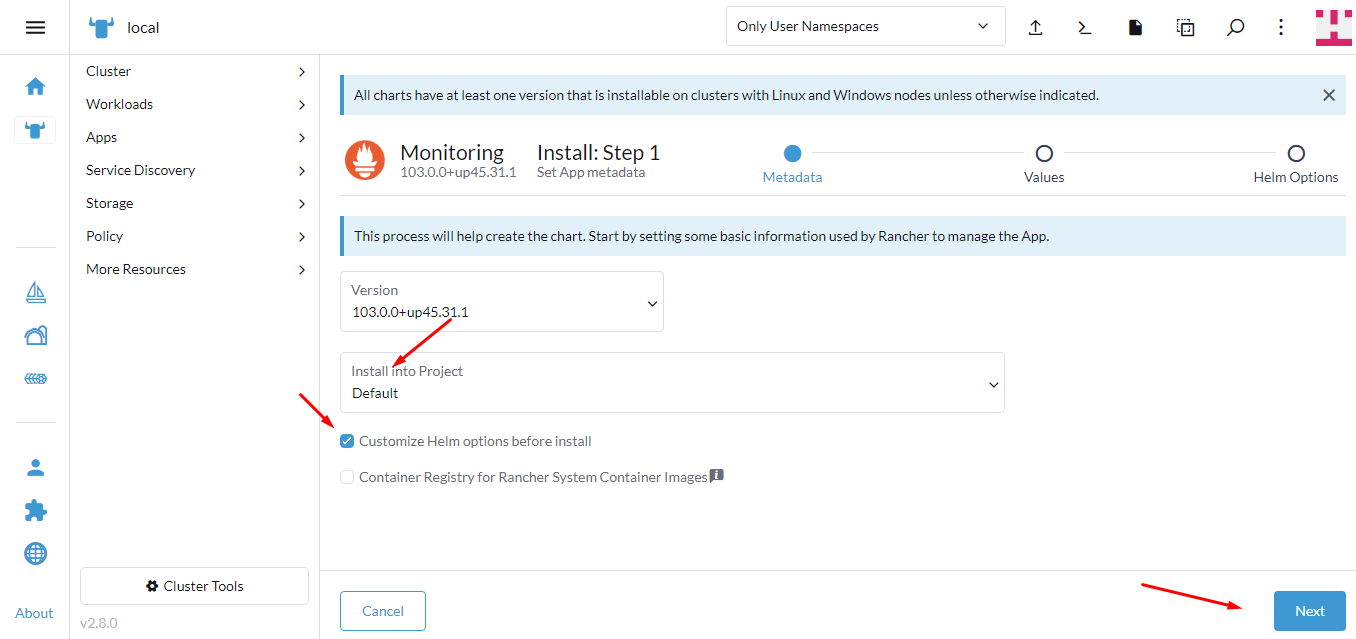 local
Only User Namespaces
Cluster
Workloads
Apps
Service Discovery
Storage
Policy
More Resources
Cluster Tools
v2.8.0
About
All charts have at least one version that is installable on clusters with Linux and Windows nodes unless otherwise indicated.
Monitoring
103.0.0+up45.31.1
Install: Step 1
Set App metadata
Metadata
Values
Helm Options
This process will help create the chart. Start by setting some basic information used by Rancher to manage the App.
Version
103.0.0+up45.31.1
Install into Project
Default
Customize Helm options before install
Container Registry for Rancher System Container Images
Cancel
Next